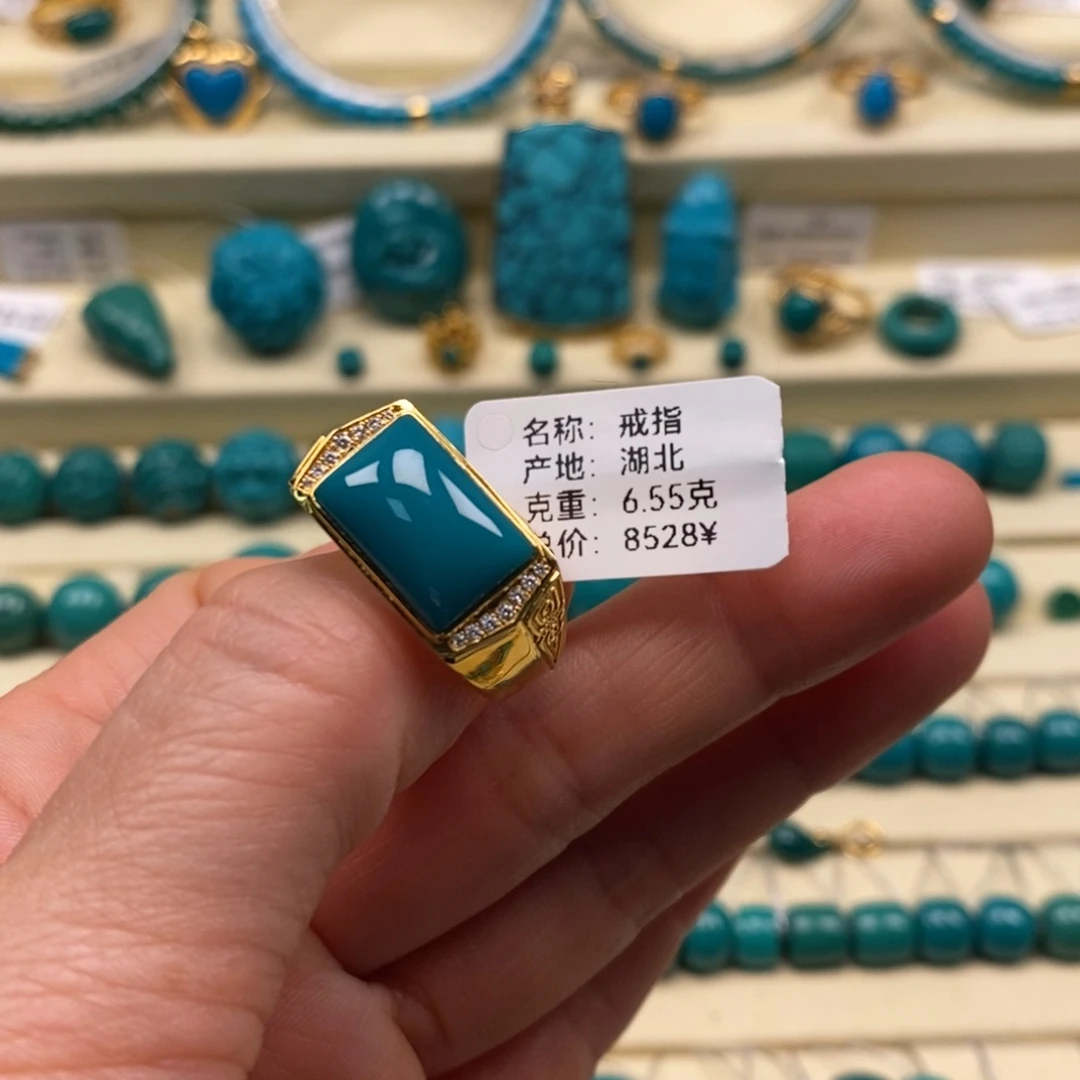 名称: 戒指
产地: 湖北
克重: 6.55克
价: 8528¥